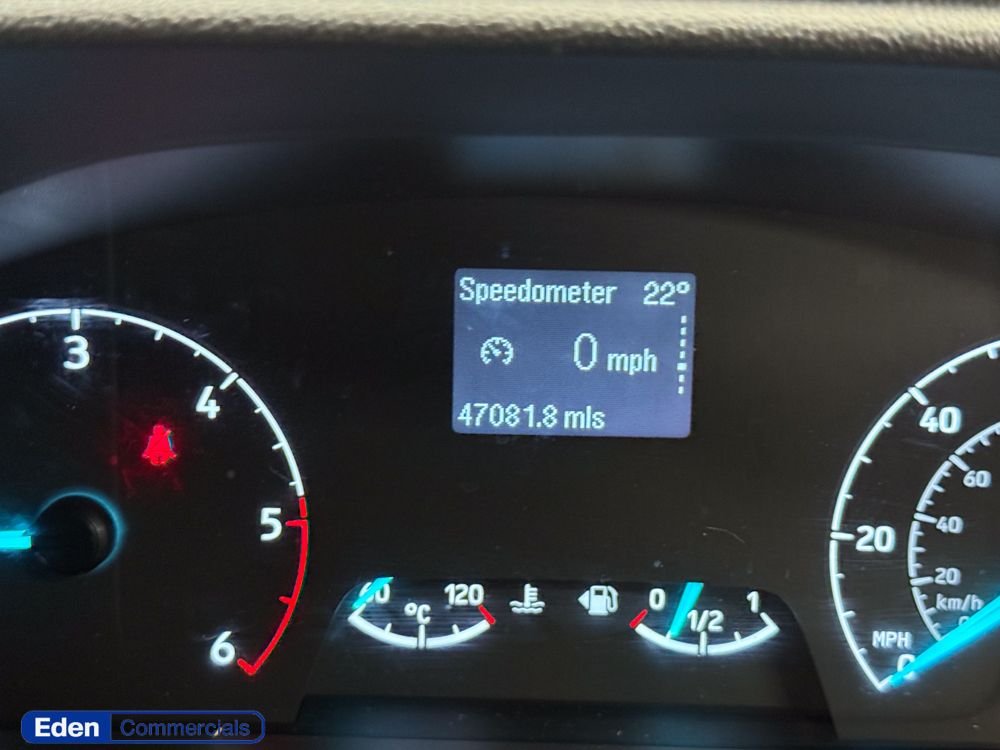 Speedometer 22°
0 mph
47081.8 mls
3
4
5
6
120
°C
0
1/2
1
40
20
MPH
0
60
40
20
km/h
Eden Commercials